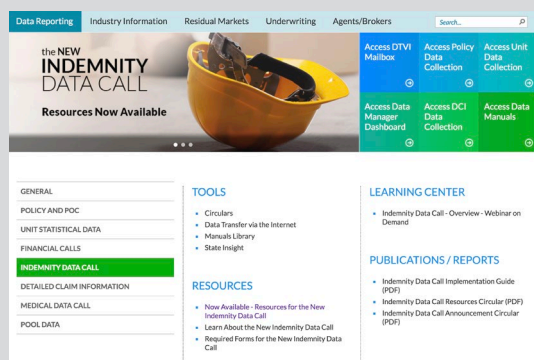 Data Reporting
Industry Information
Residual Markets
Underwriting
Agents/Brokers
Search...
the NEW
INDEMNITY
DATA CALL
Resources Now Available
Access DTVI
Mailbox
Access Policy
Data
Collection
Access Unit
Data
Collection
Access Data
Manager
Dashboard
Access DCI
Data
Collection
Access Data
Manuals
GENERAL
POLICY AND POC
UNIT STATISTICAL DATA
FINANCIAL CALLS
INDEMNITY DATA CALL
DETAILED CLAIM INFORMATION
MEDICAL DATA CALL
POOL DATA
TOOLS
Circulars
Data Transfer via the Internet
Manuals Library
State Insight
RESOURCES
Now Available - Resources for the New
Indemnity Data Call
Learn About the New Indemnity Data Call
Required Forms for the New Indemnity Data
Call
LEARNING CENTER
Indemnity Data Call - Overview - Webinar on
Demand
PUBLICATIONS / REPORTS
Indemnity Data Call Implementation Guide
(PDF)
Indemnity Data Call Resources Circular (PDF)
Indemnity Data Call Announcement Circular
(PDF)